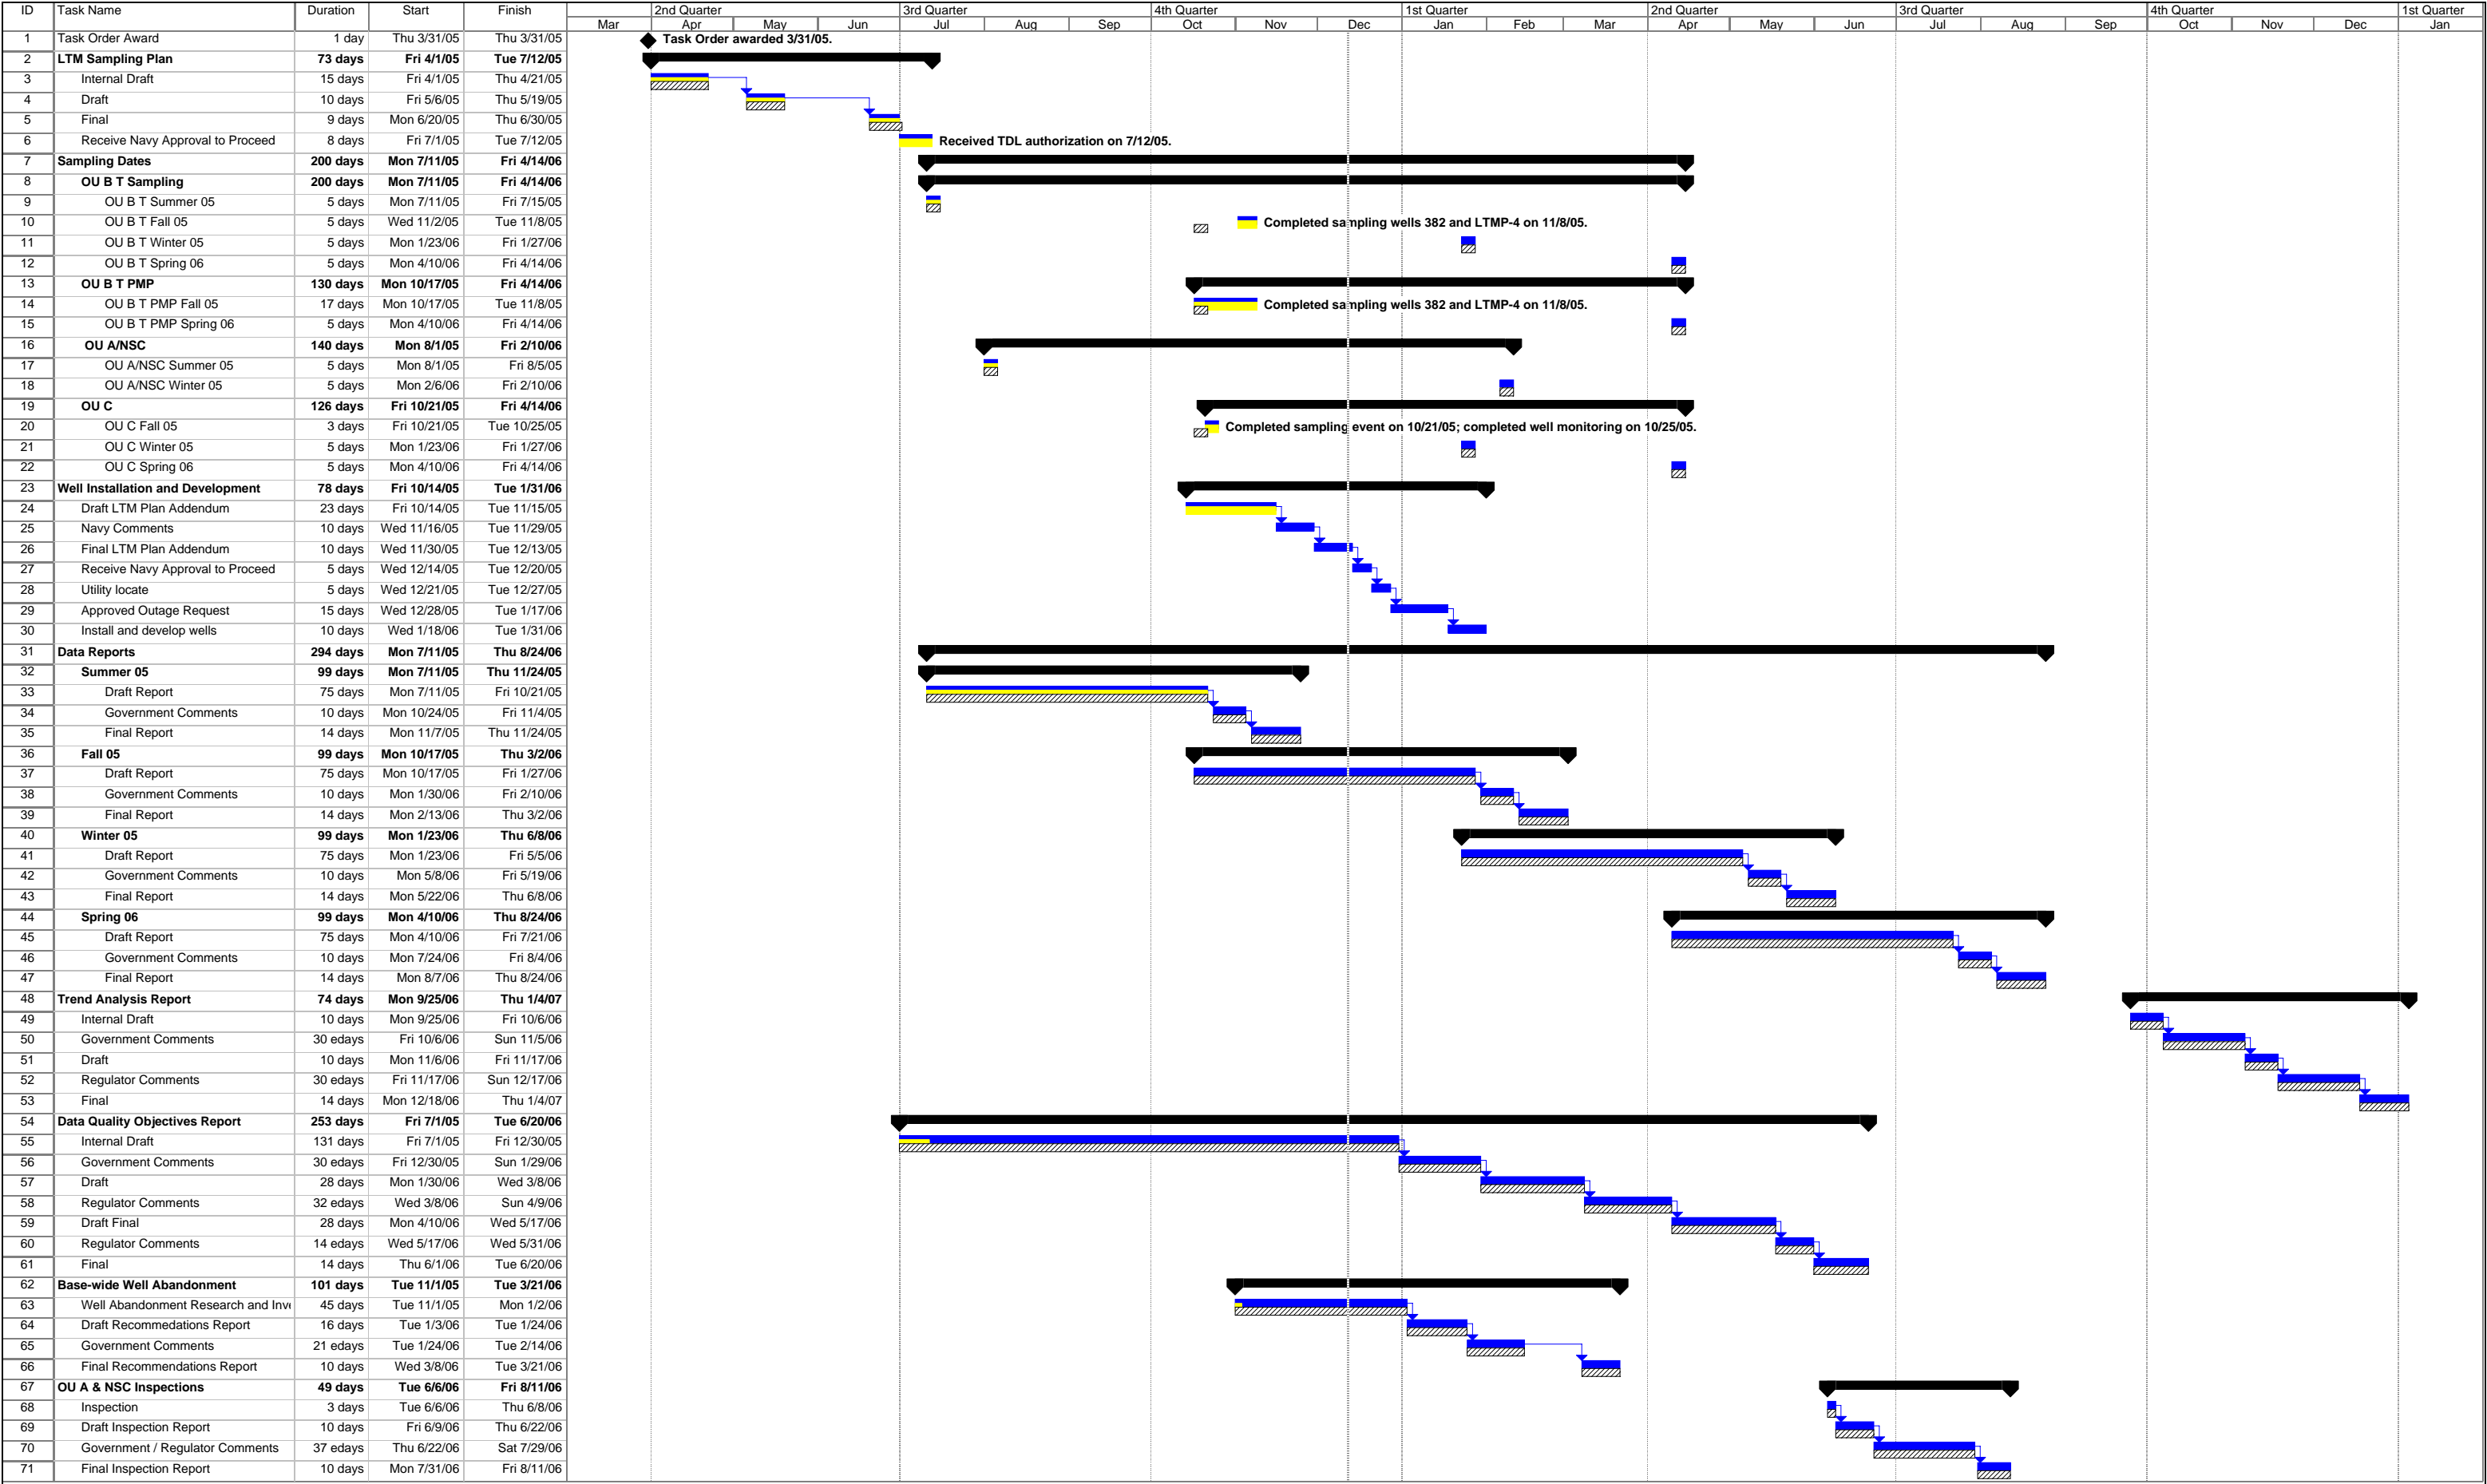 ID Task Name Duration Start Finish 2nd Quarter 3rd Quarter 4th Quarter 1st Quarter 2nd Quarter 3rd Quarter 4th Quarter 1st Quarter
Mar Apr May Jun Jul Aug Sep Oct Nov Dec Jan Feb Mar Apr May Jun Jul Aug Sep Oct Nov Dec Jan
1 Task Order Award 1 day Thu 3/31/05 Thu 3/31/05 Task Order awarded 3/31/05.
2 LTM Sampling Plan 73 days Fri 4/1/05 Tue 7/12/05
3 Internal Draft 15 days Fri 4/1/05 Thu 4/21/05
4 Draft 10 days Fri 5/6/05 Thu 5/19/05
5 Final 9 days Mon 6/20/05 Thu 6/30/05
6 Receive Navy Approval to Proceed 8 days Fri 7/1/05 Tue 7/12/05 Received TDL authorization on 7/12/05.
7 Sampling Dates 200 days Mon 7/11/05 Fri 4/14/06
8 OU B T Sampling 200 days Mon 7/11/05 Fri 4/14/06
9 OU B T Summer 05 5 days Mon 7/11/05 Fri 7/15/05
10 OU B T Fall 05 5 days Wed 11/2/05 Tue 11/8/05 Completed sampling wells 382 and LTMP-4 on 11/8/05.
11 OU B T Winter 05 5 days Mon 1/23/06 Fri 1/27/06
12 OU B T Spring 06 5 days Mon 4/10/06 Fri 4/14/06
13 OU B T PMP 130 days Mon 10/17/05 Fri 4/14/06
14 OU B T PMP Fall 05 17 days Mon 10/17/05 Tue 11/8/05 Completed sampling wells 382 and LTMP-4 on 11/8/05.
15 OU B T PMP Spring 06 5 days Mon 4/10/06 Fri 4/14/06
16 OU A/NSC 140 days Mon 8/1/05 Fri 2/10/06
17 OU A/NSC Summer 05 5 days Mon 8/1/05 Fri 8/5/05
18 OU A/NSC Winter 05 5 days Mon 2/6/06 Fri 2/10/06
19 OU C 126 days Fri 10/21/05 Fri 4/14/06
20 OU C Fall 05 3 days Fri 10/21/05 Tue 10/25/05 Completed sampling event on 10/21/05; completed well monitoring on 10/25/05.
21 OU C Winter 05 5 days Mon 1/23/06 Fri 1/27/06
22 OU C Spring 06 5 days Mon 4/10/06 Fri 4/14/06
23 Well Installation and Development 78 days Fri 10/14/05 Tue 1/31/06
24 Draft LTM Plan Addendum 23 days Fri 10/14/05 Tue 11/15/05
25 Navy Comments 10 days Wed 11/16/05 Tue 11/29/05
26 Final LTM Plan Addendum 10 days Wed 11/30/05 Tue 12/13/05
27 Receive Navy Approval to Proceed 5 days Wed 12/14/05 Tue 12/20/05
28 Utility locate 5 days Wed 12/21/05 Tue 12/27/05
29 Approved Outage Request 15 days Wed 12/28/05 Tue 1/17/06
30 Install and develop wells 10 days Wed 1/18/06 Tue 1/31/06
31 Data Reports 294 days Mon 7/11/05 Thu 8/24/06
32 Summer 05 99 days Mon 7/11/05 Thu 11/24/05
33 Draft Report 75 days Mon 7/11/05 Fri 10/21/05
34 Government Comments 10 days Mon 10/24/05 Fri 11/4/05
35 Final Report 14 days Mon 11/7/05 Thu 11/24/05
36 Fall 05 99 days Mon 10/17/05 Thu 3/2/06
37 Draft Report 75 days Mon 10/17/05 Fri 1/27/06
38 Government Comments 10 days Mon 1/30/06 Fri 2/10/06
39 Final Report 14 days Mon 2/13/06 Thu 3/2/06
40 Winter 05 99 days Mon 1/23/06 Thu 6/8/06
41 Draft Report 75 days Mon 1/23/06 Fri 5/5/06
42 Government Comments 10 days Mon 5/8/06 Fri 5/19/06
43 Final Report 14 days Mon 5/22/06 Thu 6/8/06
44 Spring 06 99 days Mon 4/10/06 Thu 8/24/06
45 Draft Report 75 days Mon 4/10/06 Fri 7/21/06
46 Government Comments 10 days Mon 7/24/06 Fri 8/4/06
47 Final Report 14 days Mon 8/7/06 Thu 8/24/06
48 Trend Analysis Report 74 days Mon 9/25/06 Thu 1/4/07
49 Internal Draft 10 days Mon 9/25/06 Fri 10/6/06
50 Government Comments 30 edays Fri 10/6/06 Sun 11/5/06
51 Draft 10 days Mon 11/6/06 Fri 11/17/06
52 Regulator Comments 30 edays Fri 11/17/06 Sun 12/17/06
53 Final 14 days Mon 12/18/06 Thu 1/4/07
54 Data Quality Objectives Report 253 days Fri 7/1/05 Tue 6/20/06
55 Internal Draft 131 days Fri 7/1/05 Fri 12/30/05
56 Government Comments 30 edays Fri 12/30/05 Sun 1/29/06
57 Draft 28 days Mon 1/30/06 Wed 3/8/06
58 Regulator Comments 32 edays Wed 3/8/06 Sun 4/9/06
59 Draft Final 28 days Mon 4/10/06 Wed 5/17/06
60 Regulator Comments 14 edays Wed 5/17/06 Wed 5/31/06
61 Final 14 days Thu 6/1/06 Tue 6/20/06
62 Base-wide Well Abandonment 101 days Tue 11/1/05 Tue 3/21/06
63 Well Abandonment Research and Inv 45 days Tue 11/1/05 Mon 1/2/06
64 Draft Recommedations Report 16 days Tue 1/3/06 Tue 1/24/06
65 Government Comments 21 edays Tue 1/24/06 Tue 2/14/06
66 Final Recommendations Report 10 days Wed 3/8/06 Tue 3/21/06
67 OU A & NSC Inspections 49 days Tue 6/6/06 Fri 8/11/06
68 Inspection 3 days Tue 6/6/06 Thu 6/8/06
69 Draft Inspection Report 10 days Fri 6/9/06 Thu 6/22/06
70 Government / Regulator Comments 37 edays Thu 6/22/06 Sat 7/29/06
71 Final Inspection Report 10 days Mon 7/31/06 Fri 8/11/06